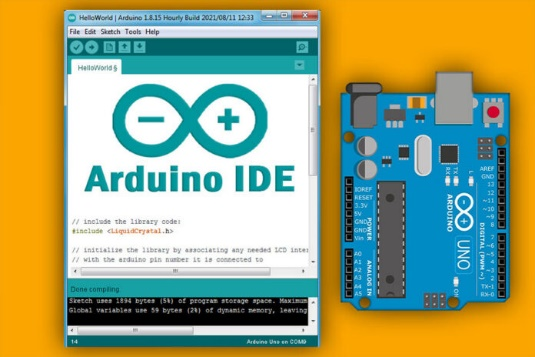 HelloWorld | Arduino 1.8.15 Hourly Build 2021/08/11 12:33
File Edit Sketch Tools Help
HelloWorld §
Arduino IDE
// include the library code:
#include <LiquidCrystal.h>
// initialize the library by associating any needed LCD inte
// with the arduino pin number it is connected to
Done compiling.
Sketch uses 1894 bytes (5%) of program storage space. Maximum
Global variables use 59 bytes (2%) of dynamic memory, leaving
14
Arduino Uno on COM9
AREF
GND
13
12
~11
~10
~9
8
7
~6
~5
4
~3
2
TX-1
RX-0
DIGITAL (PWM ~)
L
TX
RX
ON
ARDUINO
UNO
IOREF
RESET
3.3V
5V
GND
GND
Vin
POWER
A0
A1
A2
A3
A4
A5
ANALOG IN